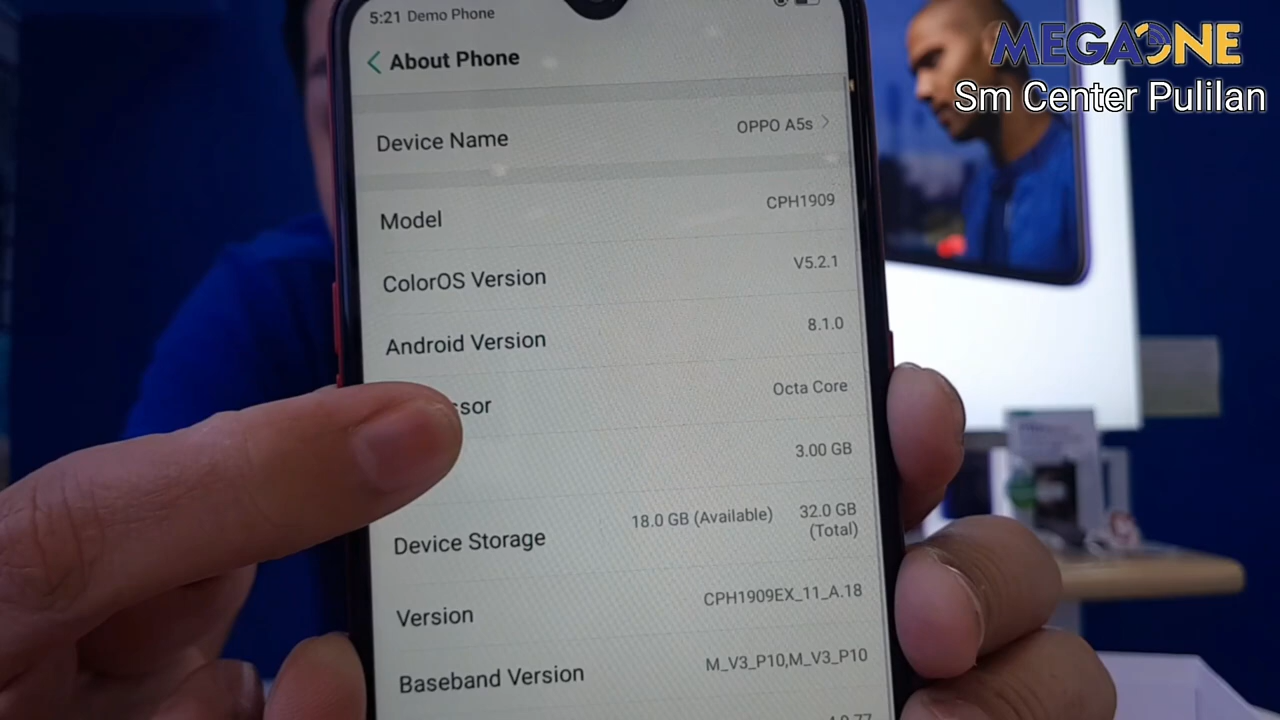 5:21 Demo Phone
MEGAONE
Sm Center Pulilan
About Phone
Device Name OPPO A5s
Model CPH1909
ColorOS Version V5.2.1
Android Version 8.1.0
ssor Octa Core
3.00 GB
Device Storage 18.0 GB (Available) 32.0 GB
(Total)
Version CPH1909EX_11_A.18
Baseband Version M_V3_P10,M_V3_P10